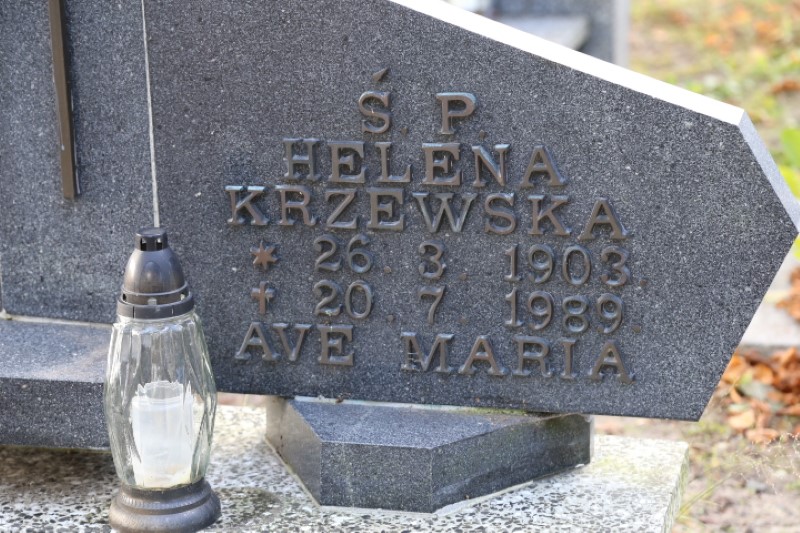 Ś. P.
HELENA
KRZEWSKA
* 26. 3. 1903.
† 20. 7. 1989.
AVE MARIA.